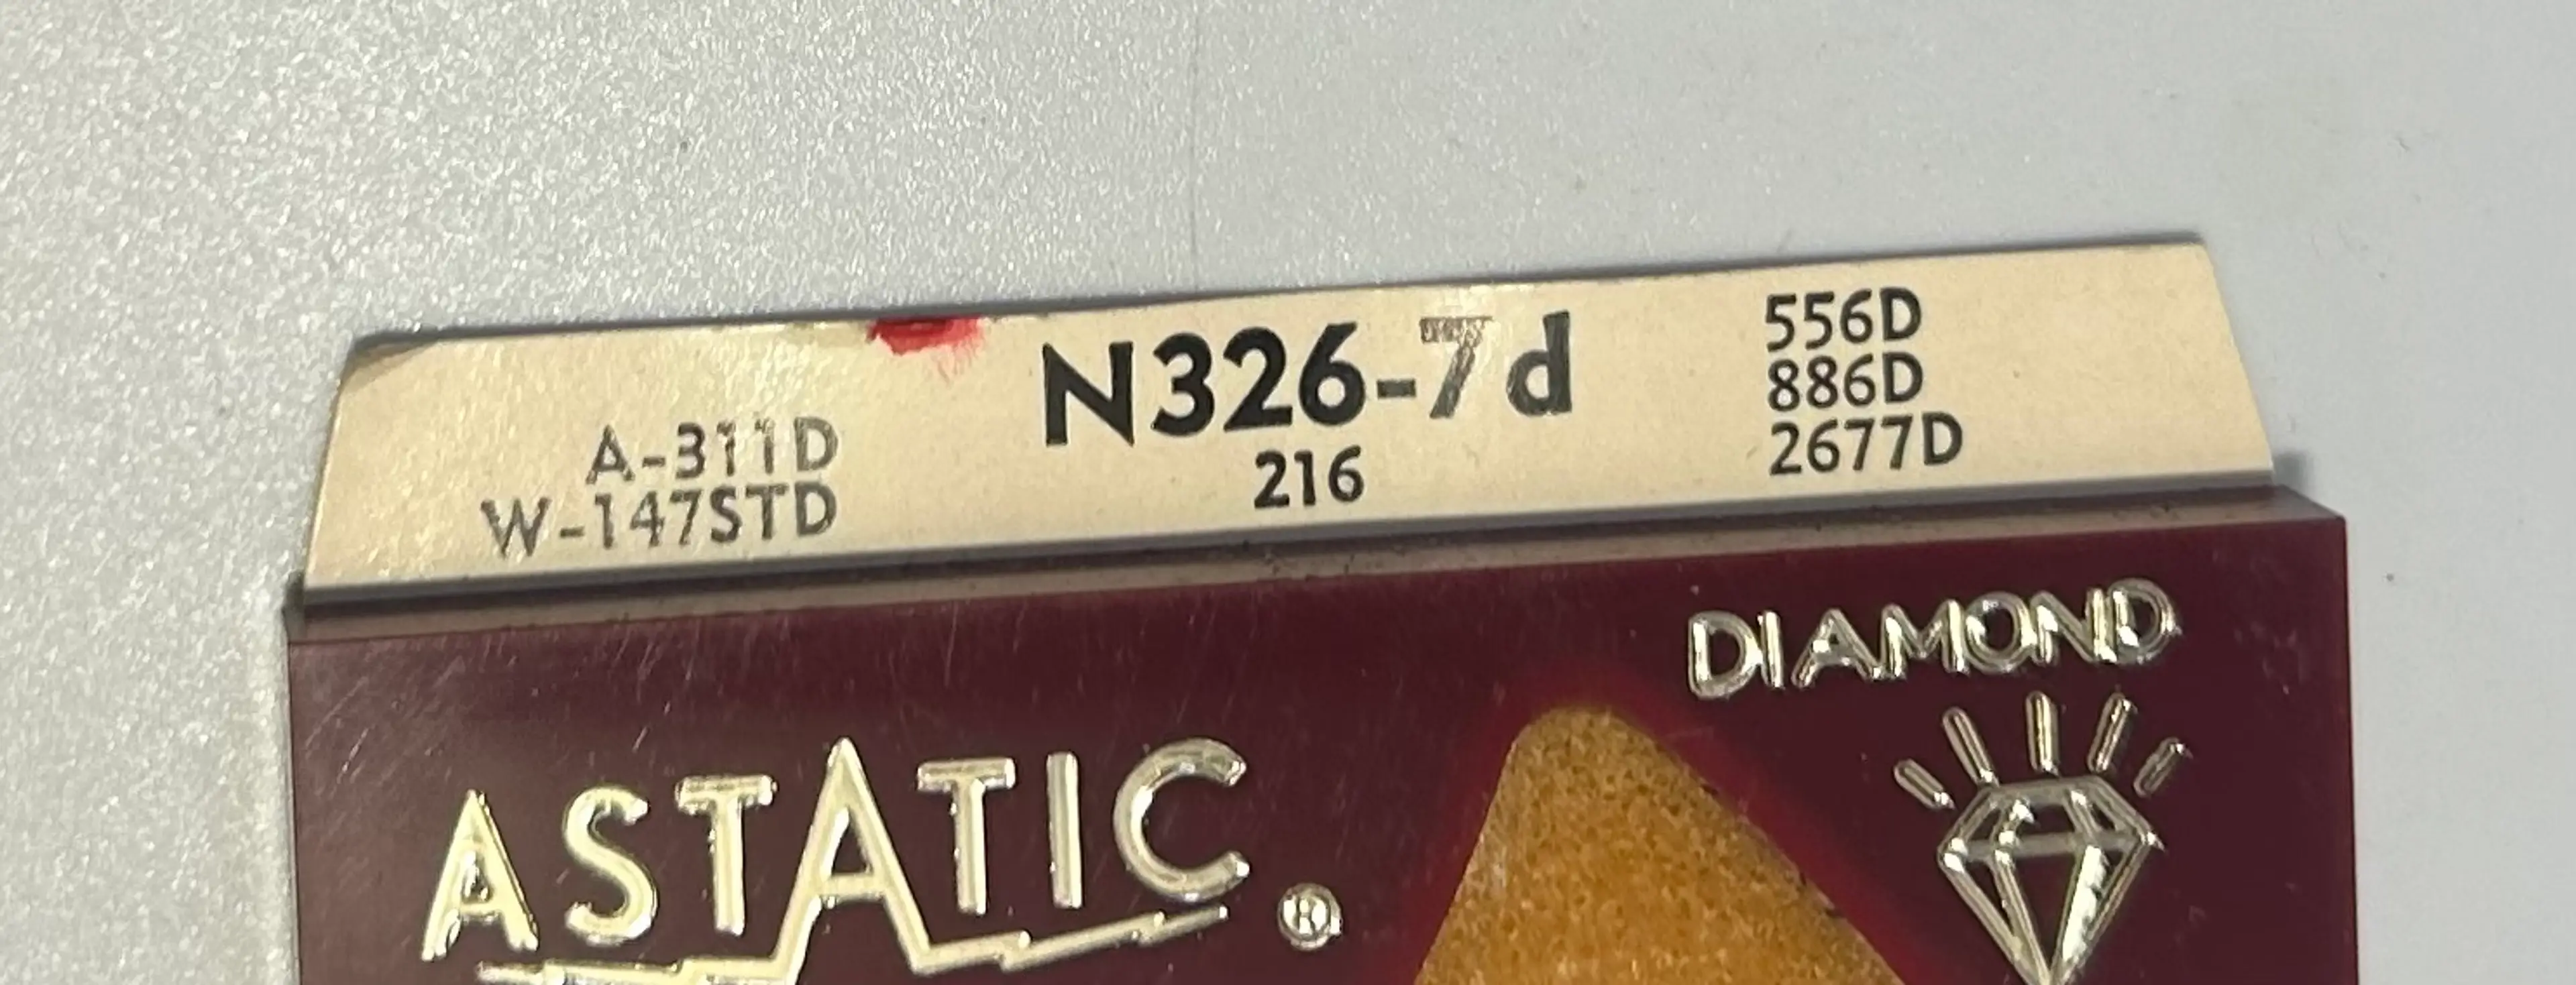 A-311D
W-147STD
N326-7d
216
556D
886D
2677D
DIAMOND
ASTATIC®